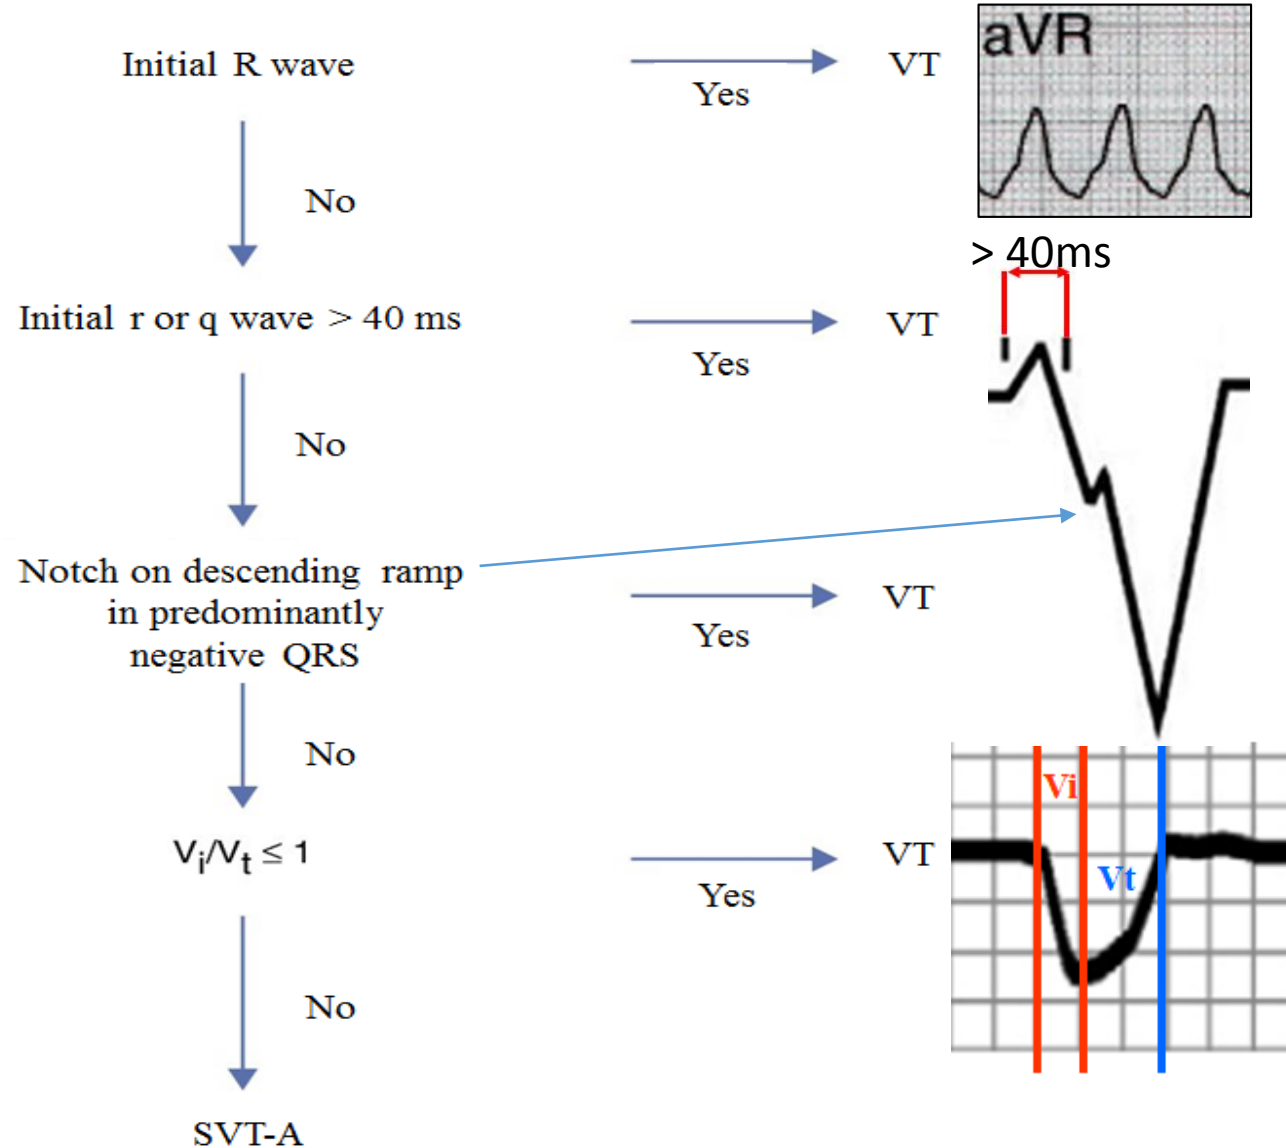 Initial R wave
Yes
VT
aVR
No
> 40ms
Initial r or q wave > 40 ms
Yes
VT
No
Notch on descending ramp
in predominantly
negative QRS
Yes
VT
No
Vi/Vt ≤ 1
Yes
VT
Vi
Vt
No
SVT-A